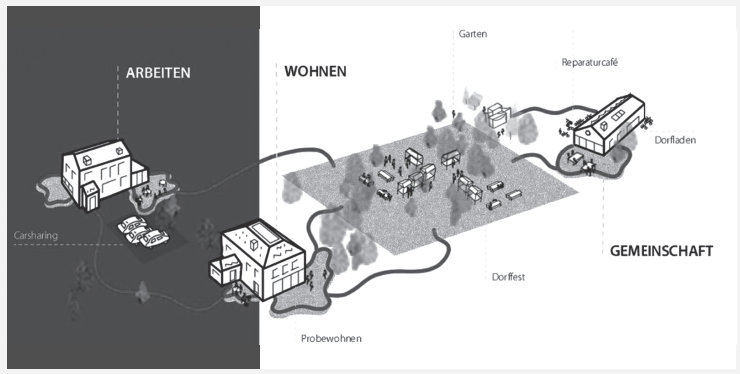 Garten
Reparaturcafé
ARBEITEN
WOHNEN
Dorfladen
Carsharing
GEMEINSCHAFT
Dorffest
Probewohnen